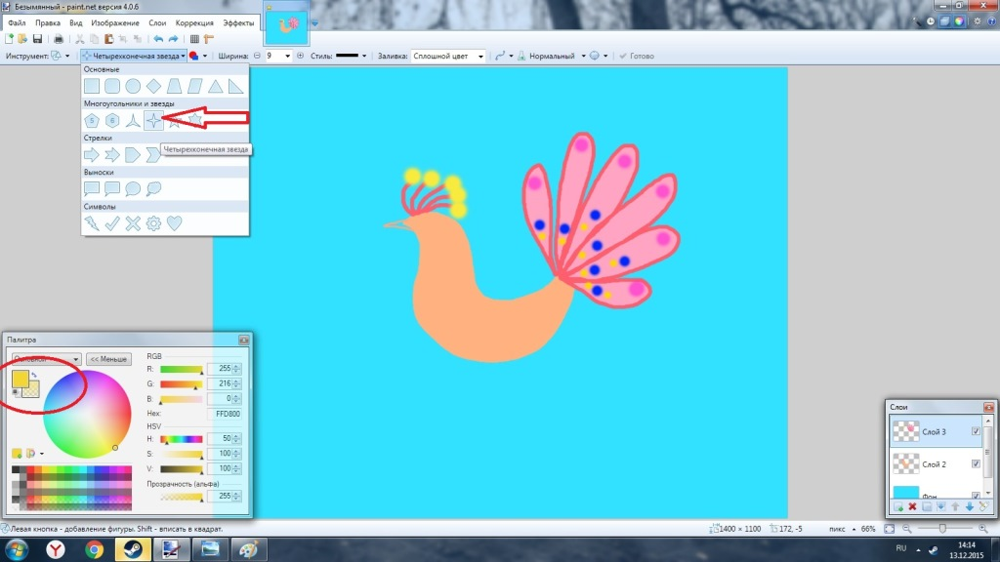 Безымянный - paint.net версия 4.0.6
Файл Правка Вид Изображение Слои Коррекция Эффекты
Инструмент: Четырехконечная звезда Ширина: 9 Стиль: Заливка: Сплошной цвет Нормальный Готово
Основные
Многоугольники и звезды
5 6
Стрелки
Четырехконечная звезда
Выноски
Символы
Палитра
Основной << Меньше
RGB
R: 255
G: 216
B: 0
Hex: FFD800
HSV
H: 50
S: 100
V: 100
Прозрачность (альфа)
255
Слои
Слой 3
Слой 2
Фон
Левая кнопка - добавление фигуры. Shift - вписать в квадрат. 1400 × 1100 172, -5 пикс 66%
RU 14:14
13.12.2015